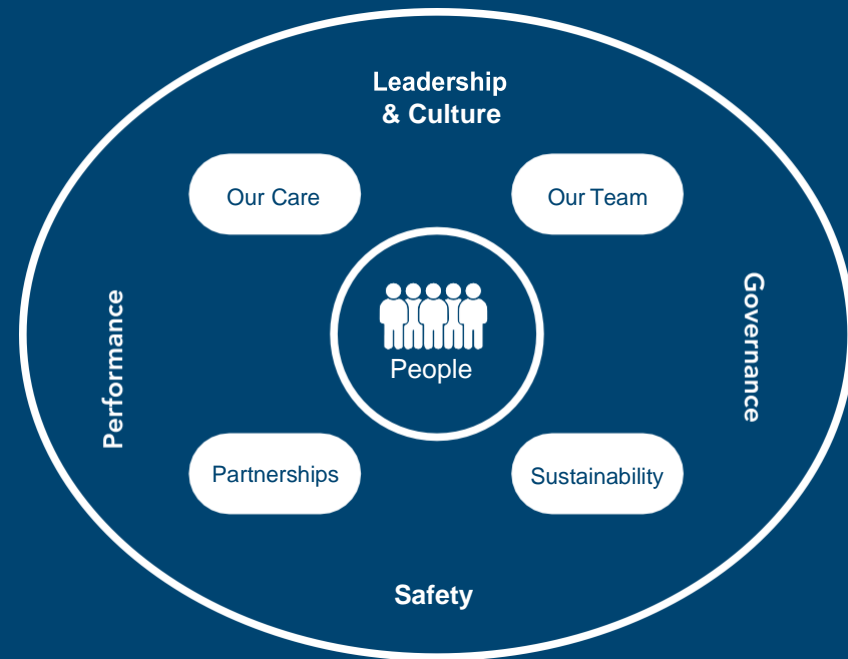 Leadership
& Culture
Our Care
Our Team
Performance
People
Governance
Partnerships
Sustainability
Safety